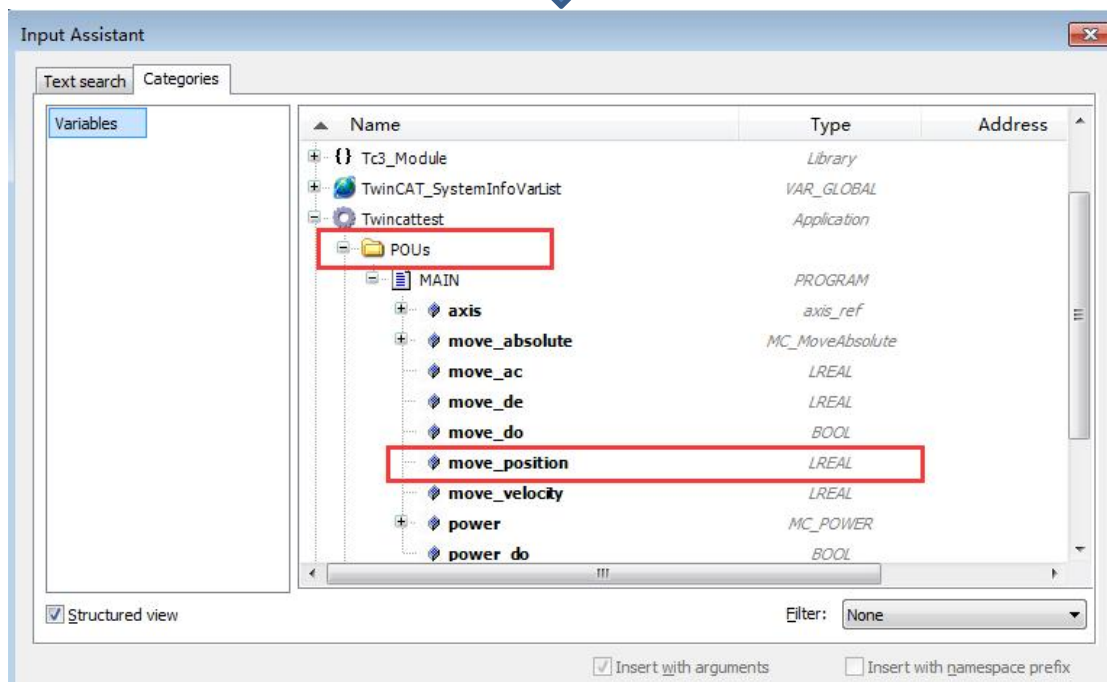 Input Assistant
Text search Categories
Variables
Name Type Address
Tc3_Module Library
TwinCAT_SystemInfoVarList VAR_GLOBAL
Twincattest Application
POUs
MAIN PROGRAM
axis axis_ref
move_absolute MC_MoveAbsolute
move_ac LREAL
move_de LREAL
move_do BOOL
move_position LREAL
move_velocity LREAL
power MC_POWER
power_do BOOL
Structured view Filter: None
Insert with arguments Insert with namespace prefix